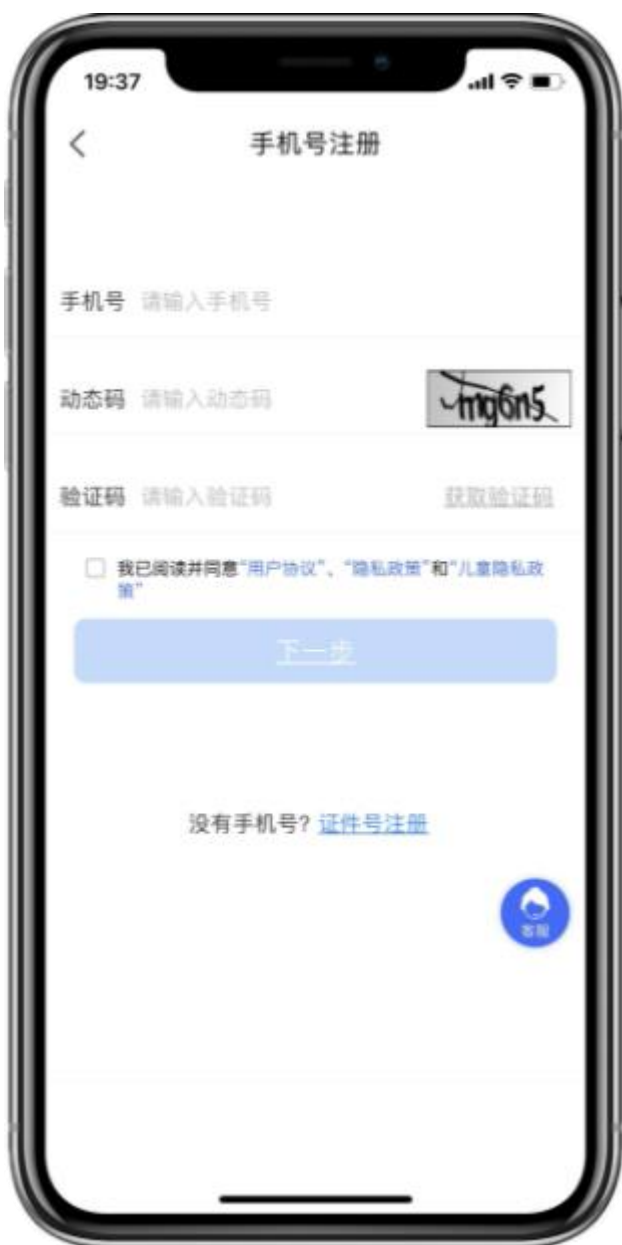 19:37
手机号注册
手机号 请输入手机号
动态码 请输入动态码 mg6n5
验证码 请输入验证码 获取验证码
我已阅读并同意“用户协议”、“隐私政策”和“儿童隐私政
策”
下一步
没有手机号? 证件号注册
客服